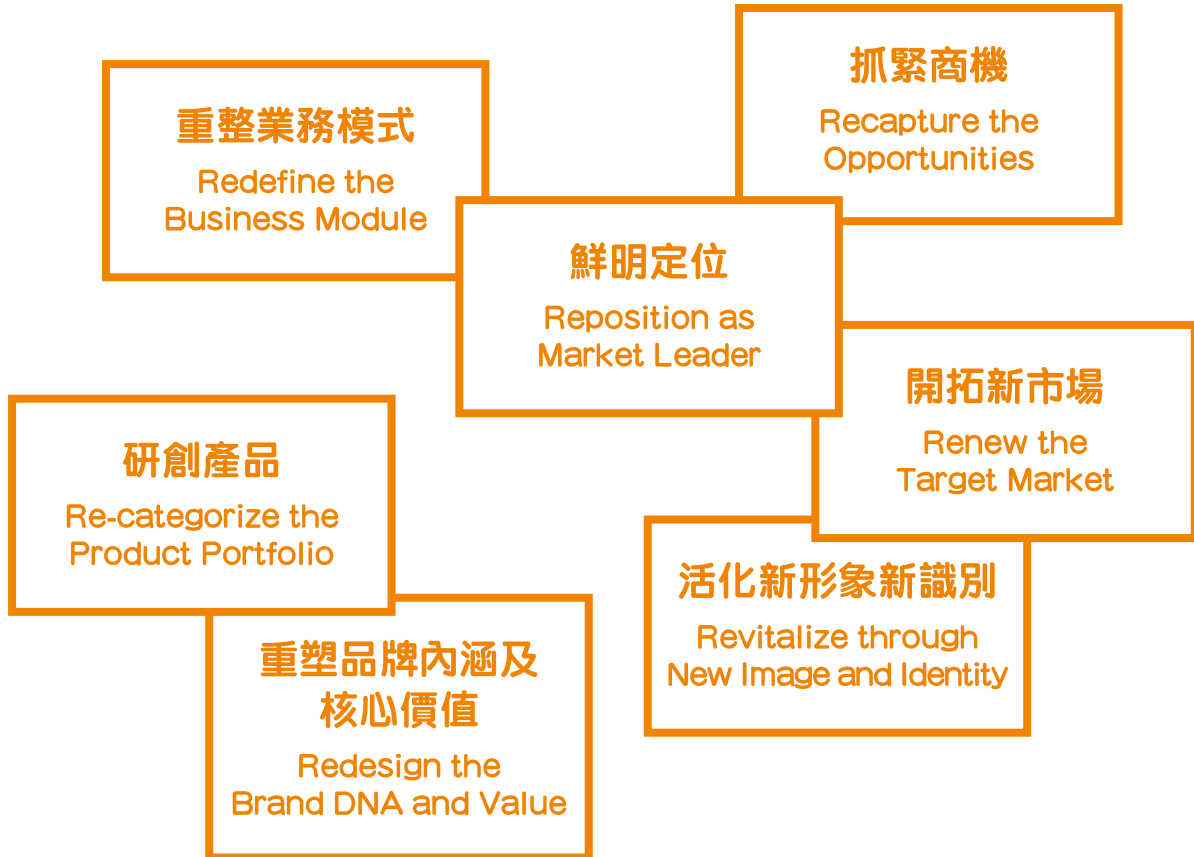 抓緊商機
Recapture the
Opportunities
重整業務模式
Redefine the
Business Module
鮮明定位
Reposition as
Market Leader
開拓新市場
Renew the
Target Market
研創產品
Re-categorize the
Product Portfolio
活化新形象新識別
Revitalize through
New Image and Identity
重塑品牌內涵及
核心價值
Redesign the
Brand DNA and Value